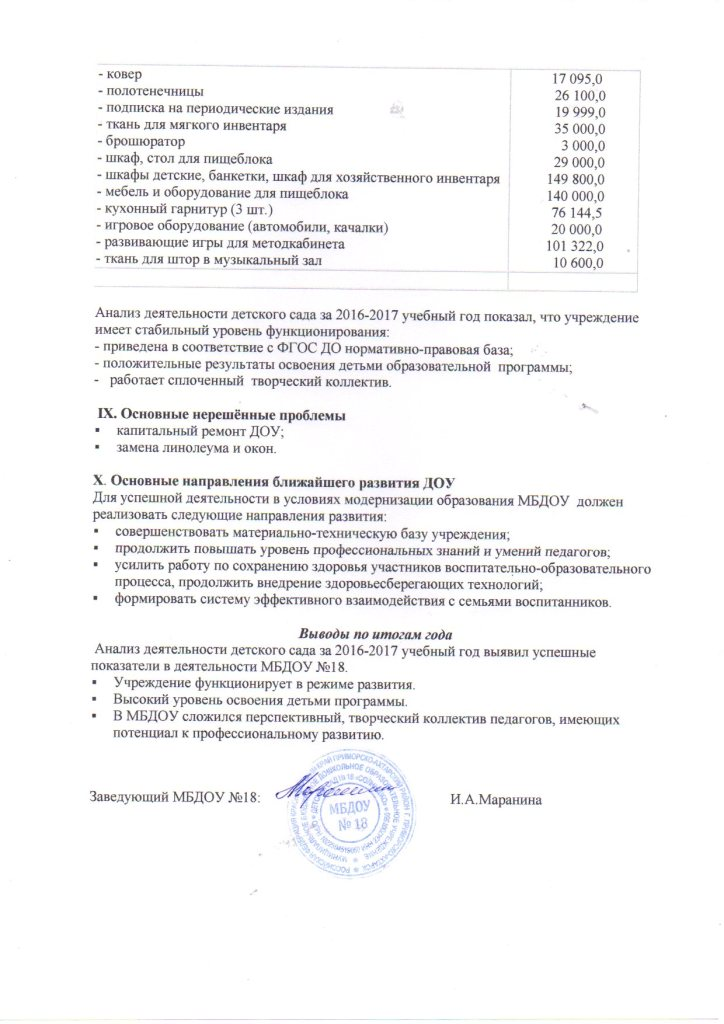 - ковер 17 095,0
- полотенечницы 26 100,0
- подписка на периодические издания 19 999,0
- ткань для мягкого инвентаря 35 000,0
- брошюратор 3 000,0
- шкаф, стол для пищеблока 29 000,0
- шкафы детские, банкетки, шкаф для хозяйственного инвентаря 149 800,0
- мебель и оборудование для пищеблока 140 000,0
- кухонный гарнитур (3 шт.) 76 144,5
- игровое оборудование (автомобили, качалки) 20 000,0
- развивающие игры для методкабинета 101 322,0
- ткань для штор в музыкальный зал 10 600,0
Анализ деятельности детского сада за 2016-2017 учебный год показал, что учреждение
имеет стабильный уровень функционирования:
- приведена в соответствие с ФГОС ДО нормативно-правовая база;
- положительные результаты освоения детьми образовательной программы;
- работает сплоченный творческий коллектив.
IX. Основные нерешённые проблемы
▪ капитальный ремонт ДОУ;
▪ замена линолеума и окон.
X. Основные направления ближайшего развития ДОУ
Для успешной деятельности в условиях модернизации образования МБДОУ должен
реализовать следующие направления развития:
▪ совершенствовать материально-техническую базу учреждения;
▪ продолжить повышать уровень профессиональных знаний и умений педагогов;
▪ усилить работу по сохранению здоровья участников воспитательно-образовательного
процесса, продолжить внедрение здоровьесберегающих технологий;
▪ формировать систему эффективного взаимодействия с семьями воспитанников.
Выводы по итогам года
Анализ деятельности детского сада за 2016-2017 учебный год выявил успешные
показатели в деятельности МБДОУ №18.
▪ Учреждение функционирует в режиме развития.
▪ Высокий уровень освоения детьми программы.
▪ В МБДОУ сложился перспективный, творческий коллектив педагогов, имеющих
потенциал к профессиональному развитию.
Заведующий МБДОУ №18: И.А.Маранина
МБДОУ
№ 18